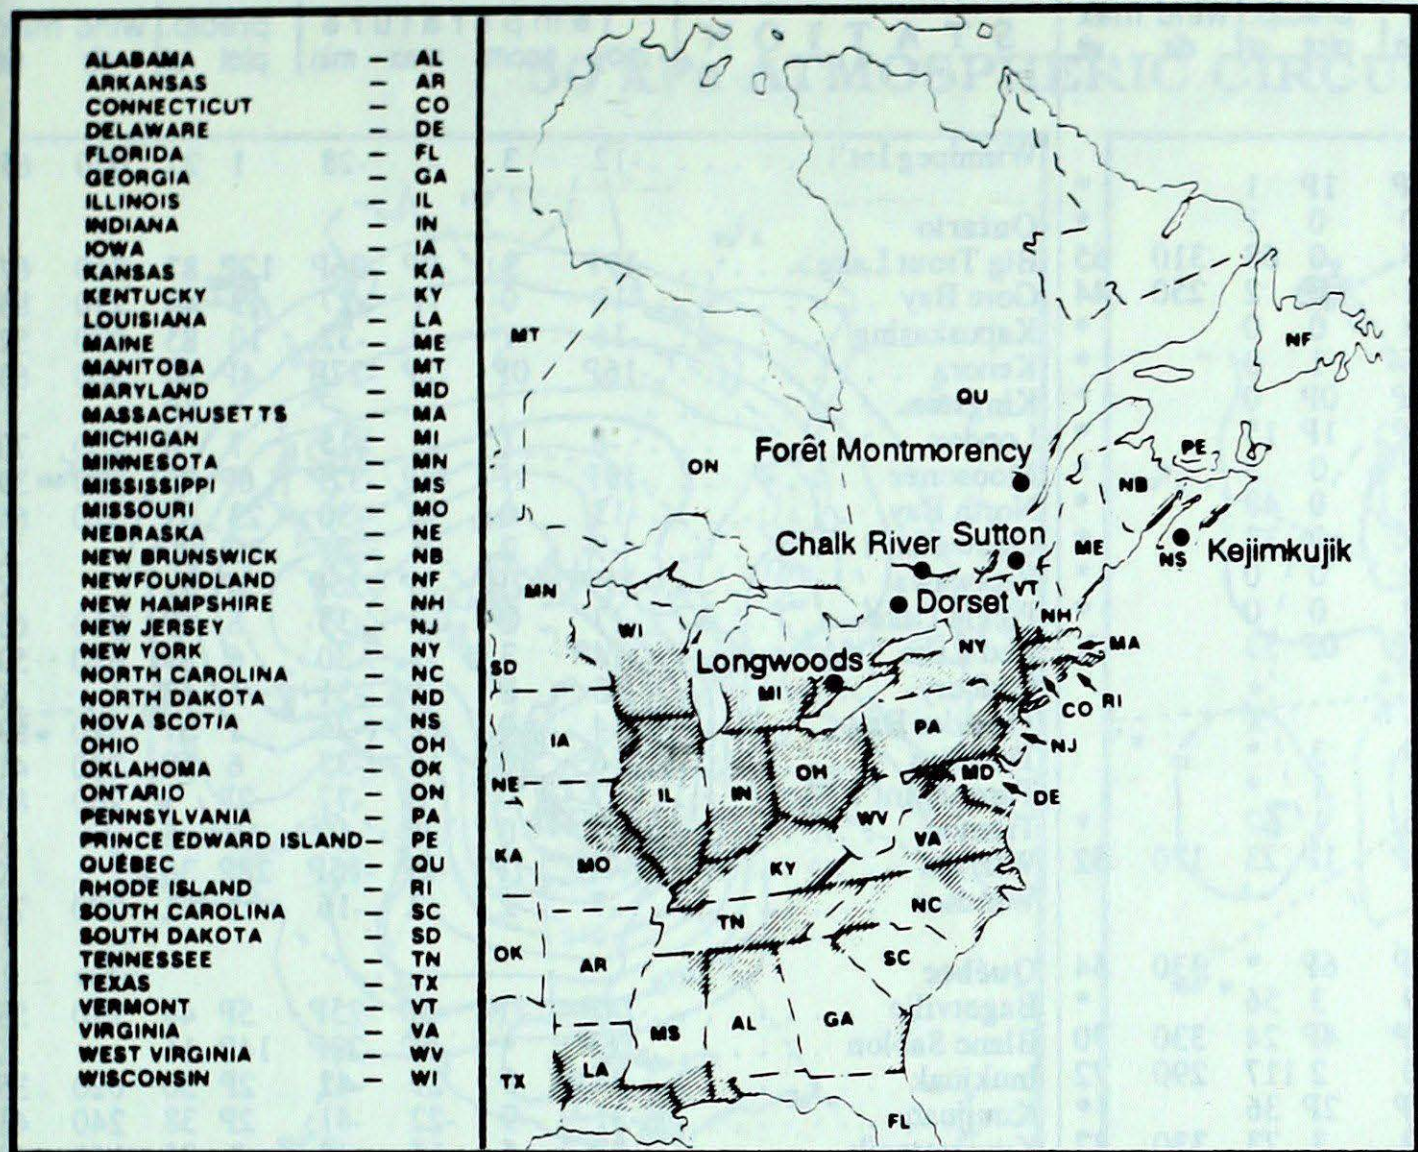 ALABAMA – AL
ARKANSAS – AR
CONNECTICUT – CO
DELAWARE – DE
FLORIDA – FL
GEORGIA – GA
ILLINOIS – IL
INDIANA – IN
IOWA – IA
KANSAS – KA
KENTUCKY – KY
LOUISIANA – LA
MAINE – ME
MANITOBA – MT
MARYLAND – MD
MASSACHUSETTS – MA
MICHIGAN – MI
MINNESOTA – MN
MISSISSIPPI – MS
MISSOURI – MO
NEBRASKA – NE
NEW BRUNSWICK – NB
NEWFOUNDLAND – NF
NEW HAMPSHIRE – NH
NEW JERSEY – NJ
NEW YORK – NY
NORTH CAROLINA – NC
NORTH DAKOTA – ND
NOVA SCOTIA – NS
OHIO – OH
OKLAHOMA – OK
ONTARIO – ON
PENNSYLVANIA – PA
PRINCE EDWARD ISLAND – PE
QUÉBEC – QU
RHODE ISLAND – RI
SOUTH CAROLINA – SC
SOUTH DAKOTA – SD
TENNESSEE – TN
TEXAS – TX
VERMONT – VT
VIRGINIA – VA
WEST VIRGINIA – WV
WISCONSIN – WI
MT
NF
QU
Forêt Montmorency
ON
PE
NB
Chalk River
Sutton
ME
NS
Kejimkujik
MN
Dorset
VT
NH
WI
NY
MA
Longwoods
SD
MI
CO
RI
PA
IA
NJ
OH
MD
NE
IL
IN
DE
WV
VA
KA
MO
KY
NC
TN
OK
AR
SC
MS
AL
GA
LA
TX
FL